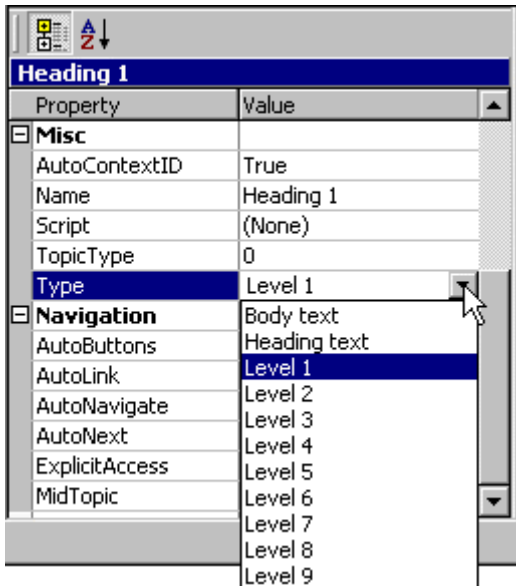 A
Z
Heading 1
Property Value
Misc
AutoContextID True
Name Heading 1
Script (None)
TopicType 0
Type Level 1
Navigation Body text
AutoButtons Heading text
AutoLink Level 1
AutoNavigate Level 2
AutoNext Level 3
ExplicitAccess Level 4
MidTopic Level 5
Level 6
Level 7
Level 8
Level 9